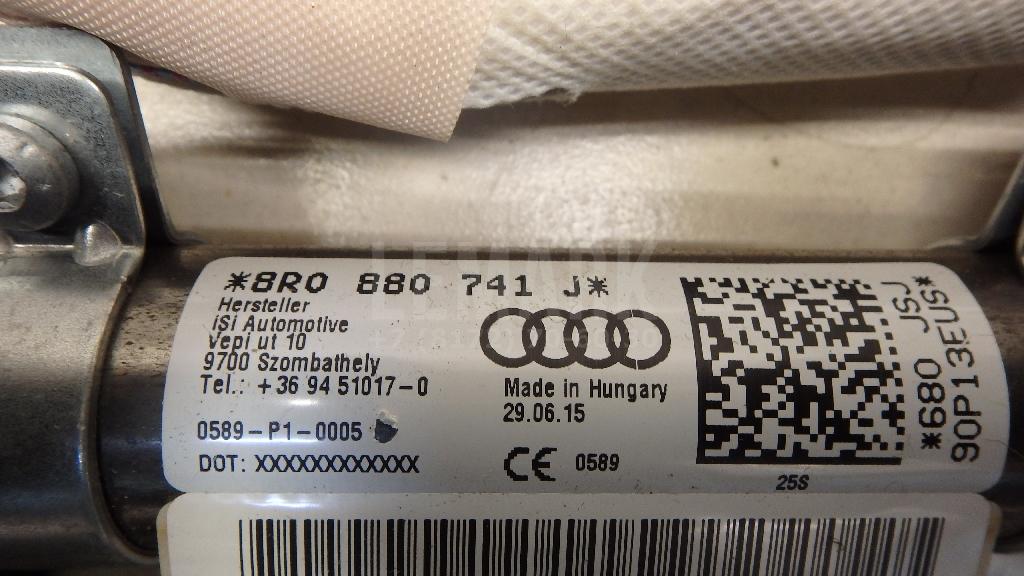 *8R0 880 741 J*
Hersteller
iSi Automotive
Vepi ut 10
9700 Szombathely
Tel.: +36 94 51017-0
0589-P1-0005
DOT: XXXXXXXXXXXXX
Made in Hungary
29.06.15
CE 0589
25S
*680 JSJ
90P13EUS*
LEMARK